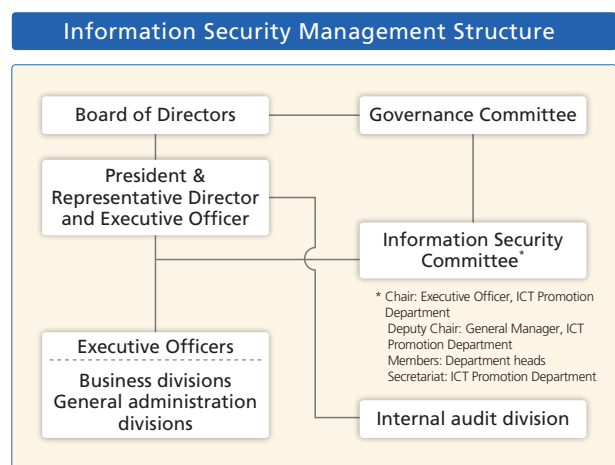 Information Security Management Structure
Board of Directors
Governance Committee
President &
Representative Director
and Executive Officer
Information Security
Committee*
* Chair: Executive Officer, ICT Promotion
Department
Deputy Chair: General Manager, ICT
Promotion Department
Members: Department heads
Secretariat: ICT Promotion Department
Executive Officers
Business divisions
General administration
divisions
Internal audit division